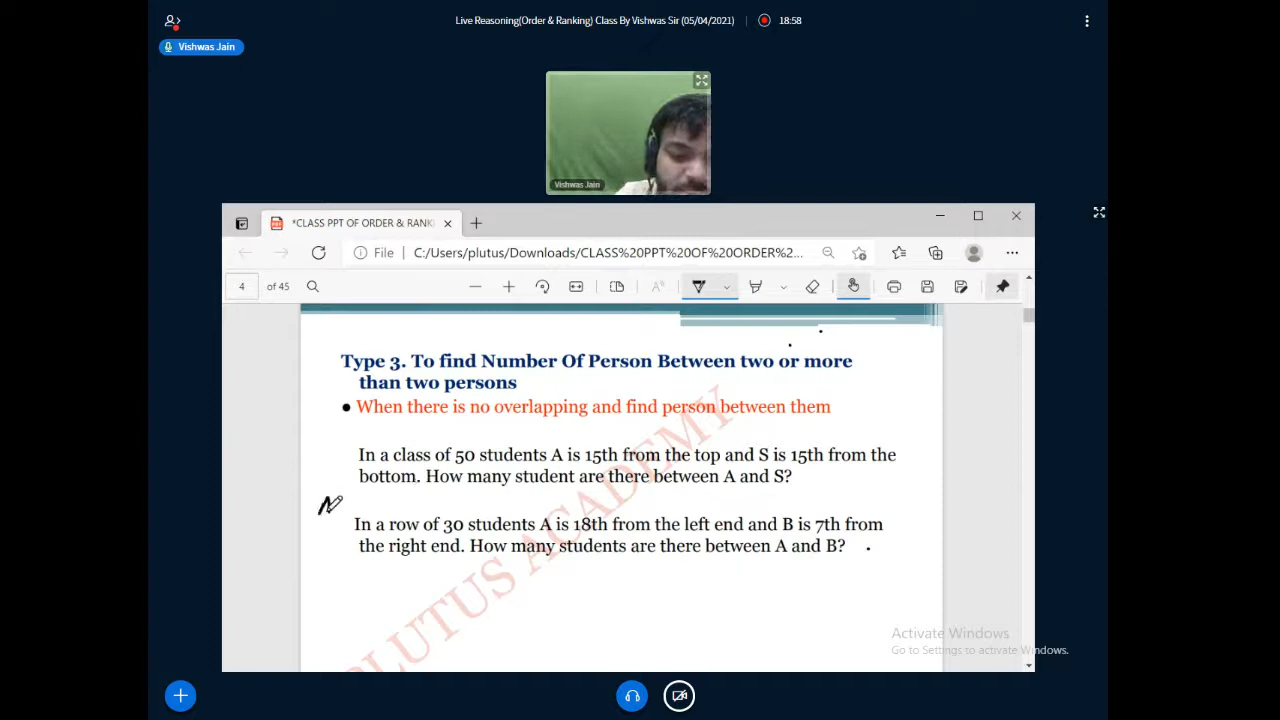 Live Reasoning(Order & Ranking) Class By Vishwas Sir (05/04/2021)
18:58
Vishwas Jain
Vishwas Jain
*CLASS PPT OF ORDER & RANKI
File
C:/Users/plutus/Downloads/CLASS%20PPT%20OF%20ORDER%2...
4 of 45
Type 3. To find Number Of Person Between two or more
than two persons
• When there is no overlapping and find person between them
In a class of 50 students A is 15th from the top and S is 15th from the
bottom. How many student are there between A and S?
In a row of 30 students A is 18th from the left end and B is 7th from
the right end. How many students are there between A and B?
PLUTUS ACADEMY
Activate Windows
Go to Settings to activate Windows.